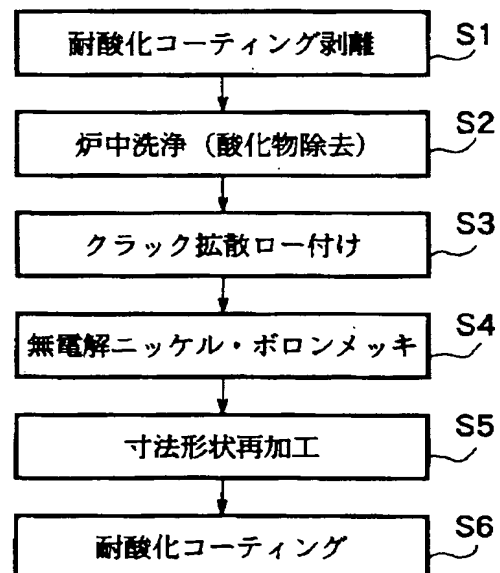 耐酸化コーティング剥離 S1
炉中洗浄（酸化物除去） S2
クラック拡散ロー付け S3
無電解ニッケル・ボロンメッキ S4
寸法形状再加工 S5
耐酸化コーティング S6